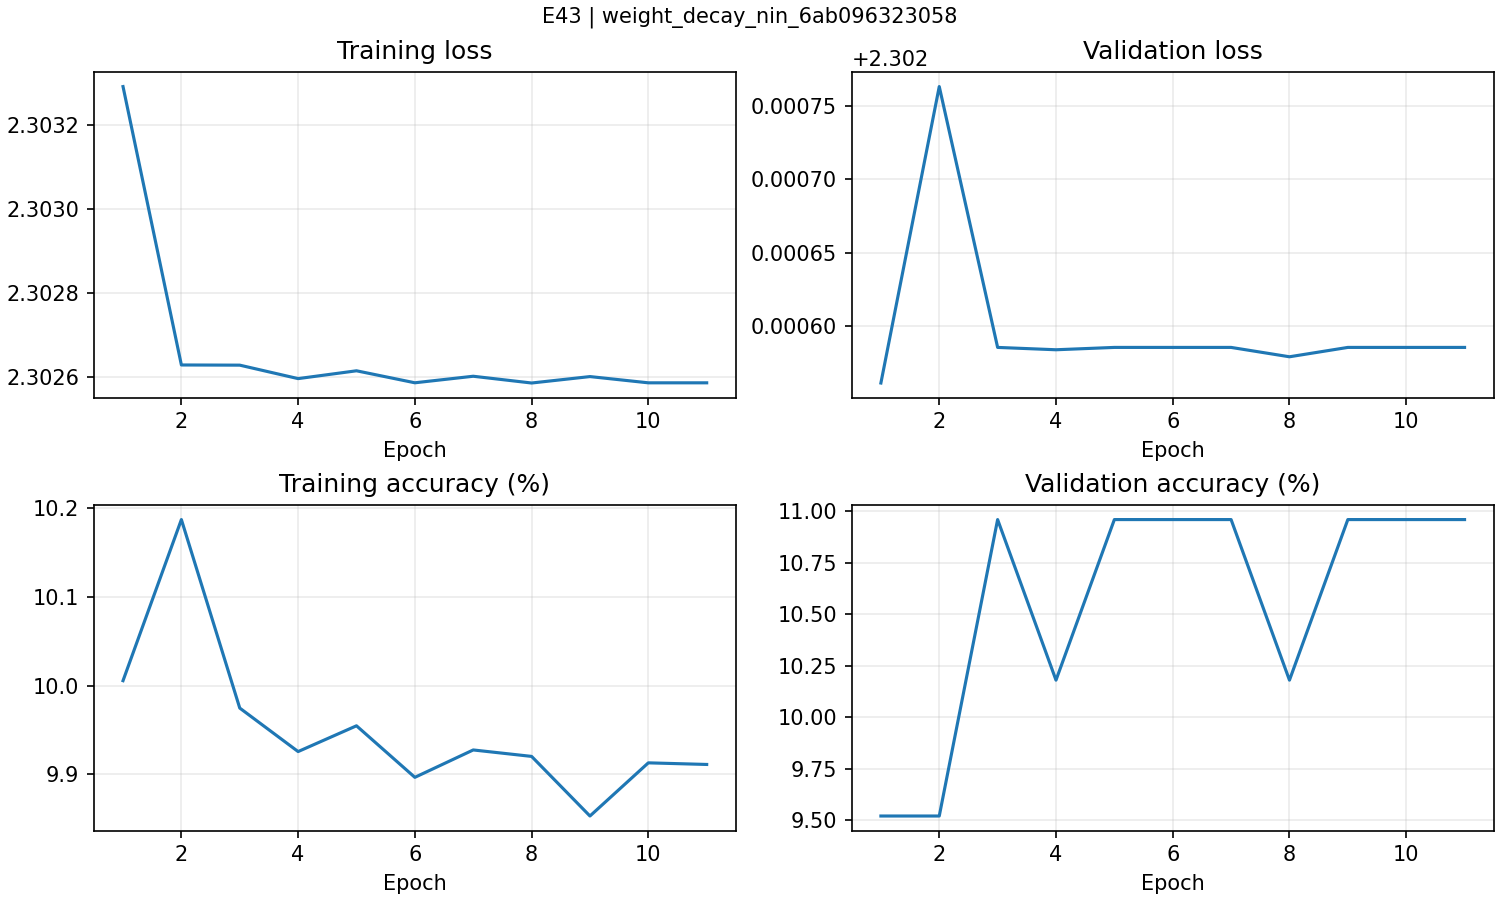 E43 | weight_decay_nin_6ab096323058
Training loss
2.3032
2.3030
2.3028
2.3026
2 4 6 8 10
Epoch
Validation loss
+2.302
0.00075
0.00070
0.00065
0.00060
2 4 6 8 10
Epoch
Training accuracy (%)
10.2
10.1
10.0
9.9
2 4 6 8 10
Epoch
Validation accuracy (%)
11.00
10.75
10.50
10.25
10.00
9.75
9.50
2 4 6 8 10
Epoch